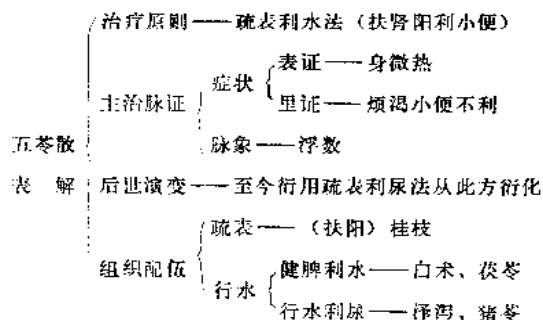 治疗原则——疏表利水法（扶肾阳利小便）
表证——身微热
症状
主治脉证
里证——烦渴小便不利
五苓散
脉象——浮数
表解
后世演变——至今衍用疏表利尿法从此方衍化
疏表——（扶阳）桂枝
组织配伍
健脾利水——白术、茯苓
行水
行水利尿——泽泻、猪苓